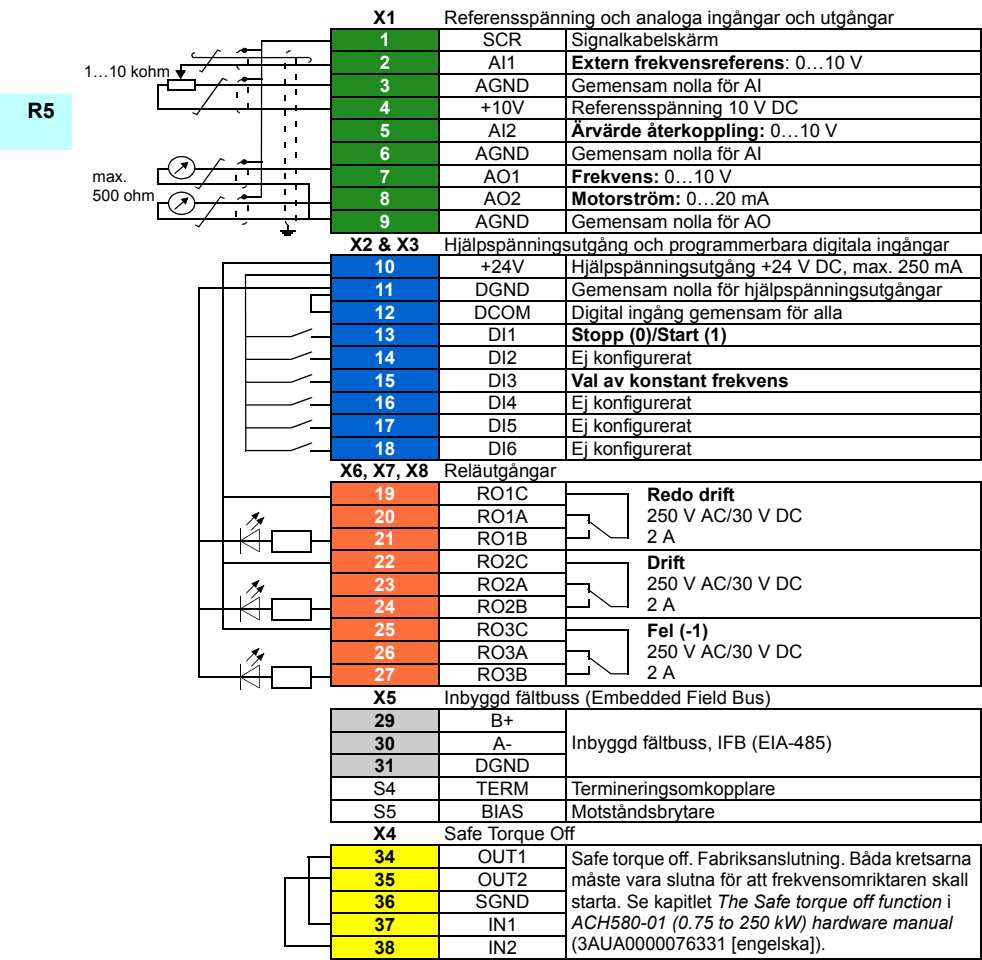 X1 Referensspänning och analoga ingångar och utgångar
1 SCR Signalkabelskärm
2 AI1 Extern frekvensreferens: 0…10 V
1…10 kohm
3 AGND Gemensam nolla för AI
4 +10V Referensspänning 10 V DC
R5
5 AI2 Ärvärde återkoppling: 0…10 V
6 AGND Gemensam nolla för AI
7 AO1 Frekvens: 0…10 V
max.
500 ohm
8 AO2 Motorström: 0…20 mA
9 AGND Gemensam nolla för AO
X2 & X3 Hjälpspänningsutgång och programmerbara digitala ingångar
10 +24V Hjälpspänningsutgång +24 V DC, max. 250 mA
11 DGND Gemensam nolla för hjälpspänningsutgångar
12 DCOM Digital ingång gemensam för alla
13 DI1 Stopp (0)/Start (1)
14 DI2 Ej konfigurerat
15 DI3 Val av konstant frekvens
16 DI4 Ej konfigurerat
17 DI5 Ej konfigurerat
18 DI6 Ej konfigurerat
X6, X7, X8 Reläutgångar
19 RO1C Redo drift
20 RO1A 250 V AC/30 V DC
21 RO1B 2 A
22 RO2C Drift
23 RO2A 250 V AC/30 V DC
24 RO2B 2 A
25 RO3C Fel (-1)
26 RO3A 250 V AC/30 V DC
27 RO3B 2 A
X5 Inbyggd fältbuss (Embedded Field Bus)
29 B+
30 A- Inbyggd fältbuss, IFB (EIA-485)
31 DGND
S4 TERM Termineringsomkopplare
S5 BIAS Motståndsbrytare
X4 Safe Torque Off
34 OUT1 Safe torque off. Fabriksanslutning. Båda kretsarna
35 OUT2 måste vara slutna för att frekvensomriktaren skall
36 SGND starta. Se kapitlet The Safe torque off function i
37 IN1 ACH580-01 (0.75 to 250 kW) hardware manual
38 IN2 (3AUA0000076331 [engelska]).